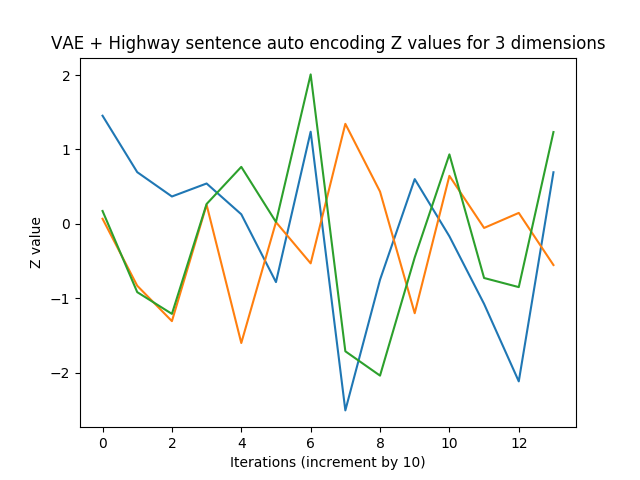 VAE + Highway sentence auto encoding Z values for 3 dimensions
2
1
0
−1
−2
Z value
0 2 4 6 8 10 12
Iterations (increment by 10)